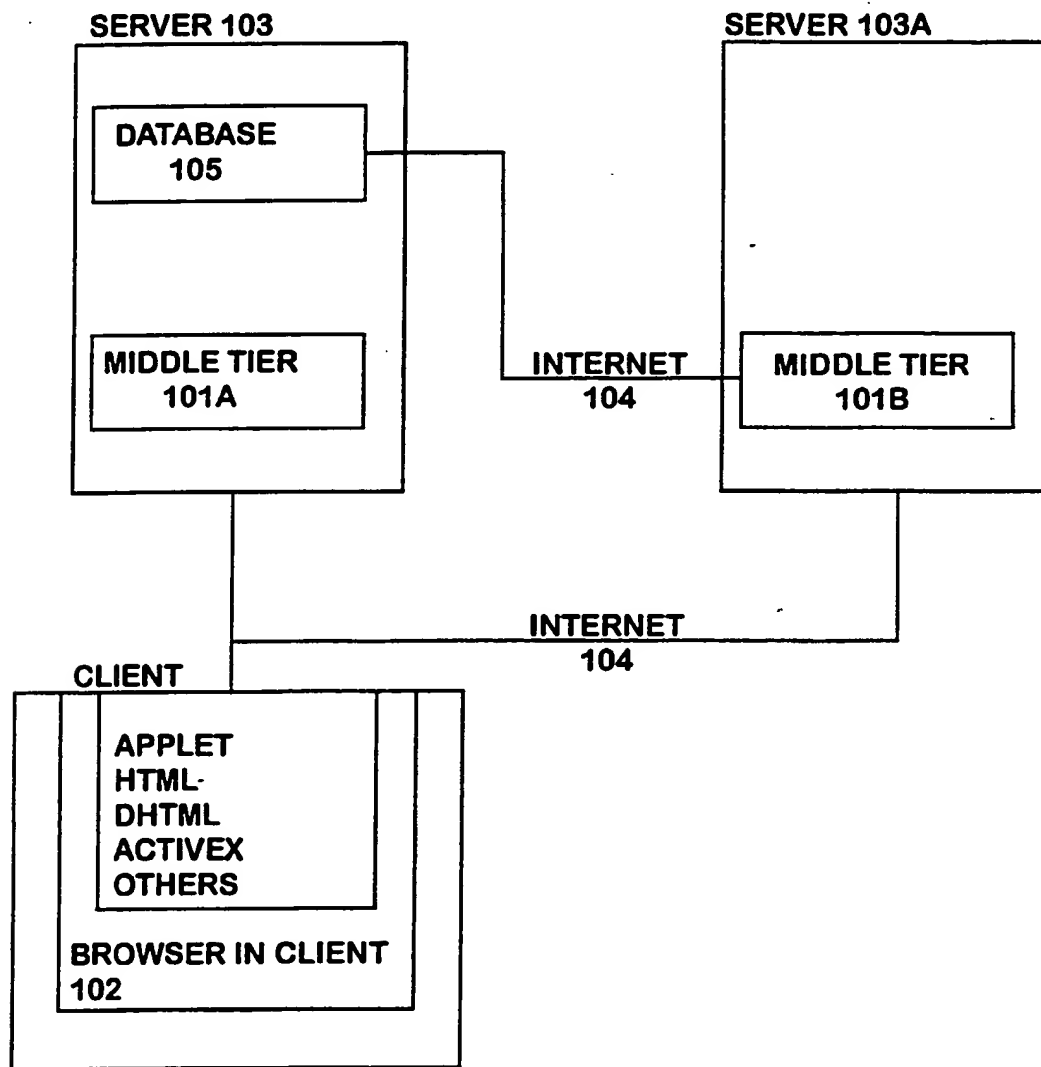 SERVER 103
SERVER 103A
DATABASE
105
MIDDLE TIER
101A
INTERNET
104
MIDDLE TIER
101B
INTERNET
104
CLIENT
APPLET
HTML
DHTML
ACTIVEX
OTHERS
BROWSER IN CLIENT
102